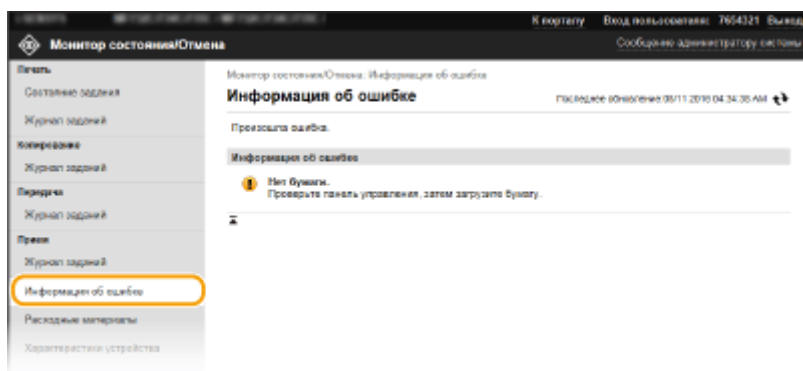 К порталу Вход пользователя: 7654321 Выход
Монитор состояния/Отмена
Сообщение администратору системы
Печать
Состояние задания
Журнал заданий
Копирование
Журнал заданий
Передача
Журнал заданий
Прием
Журнал заданий
Информация об ошибке
Расходные материалы
Характеристики устройства
Монитор состояния/Отмена: Информация об ошибке
Информация об ошибке
Последнее обновление:08/11 2016 04:34:38 AM
Произошла ошибка.
Информация об ошибке
Нет бумаги.
Проверьте панель управления, затем загрузите бумагу.